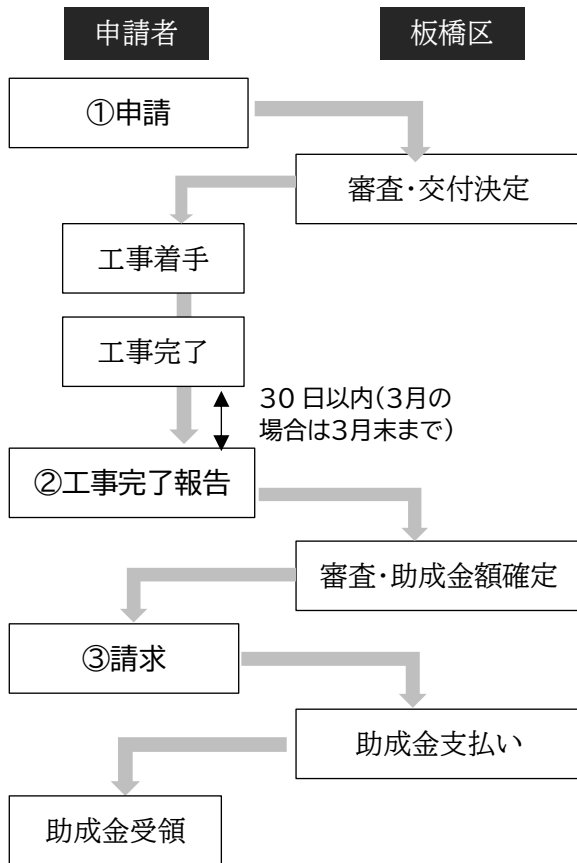 申請者
板橋区
①申請
審査・交付決定
工事着手
工事完了
30日以内(3月の
場合は3月末まで)
②工事完了報告
審査・助成金額確定
③請求
助成金支払い
助成金受領